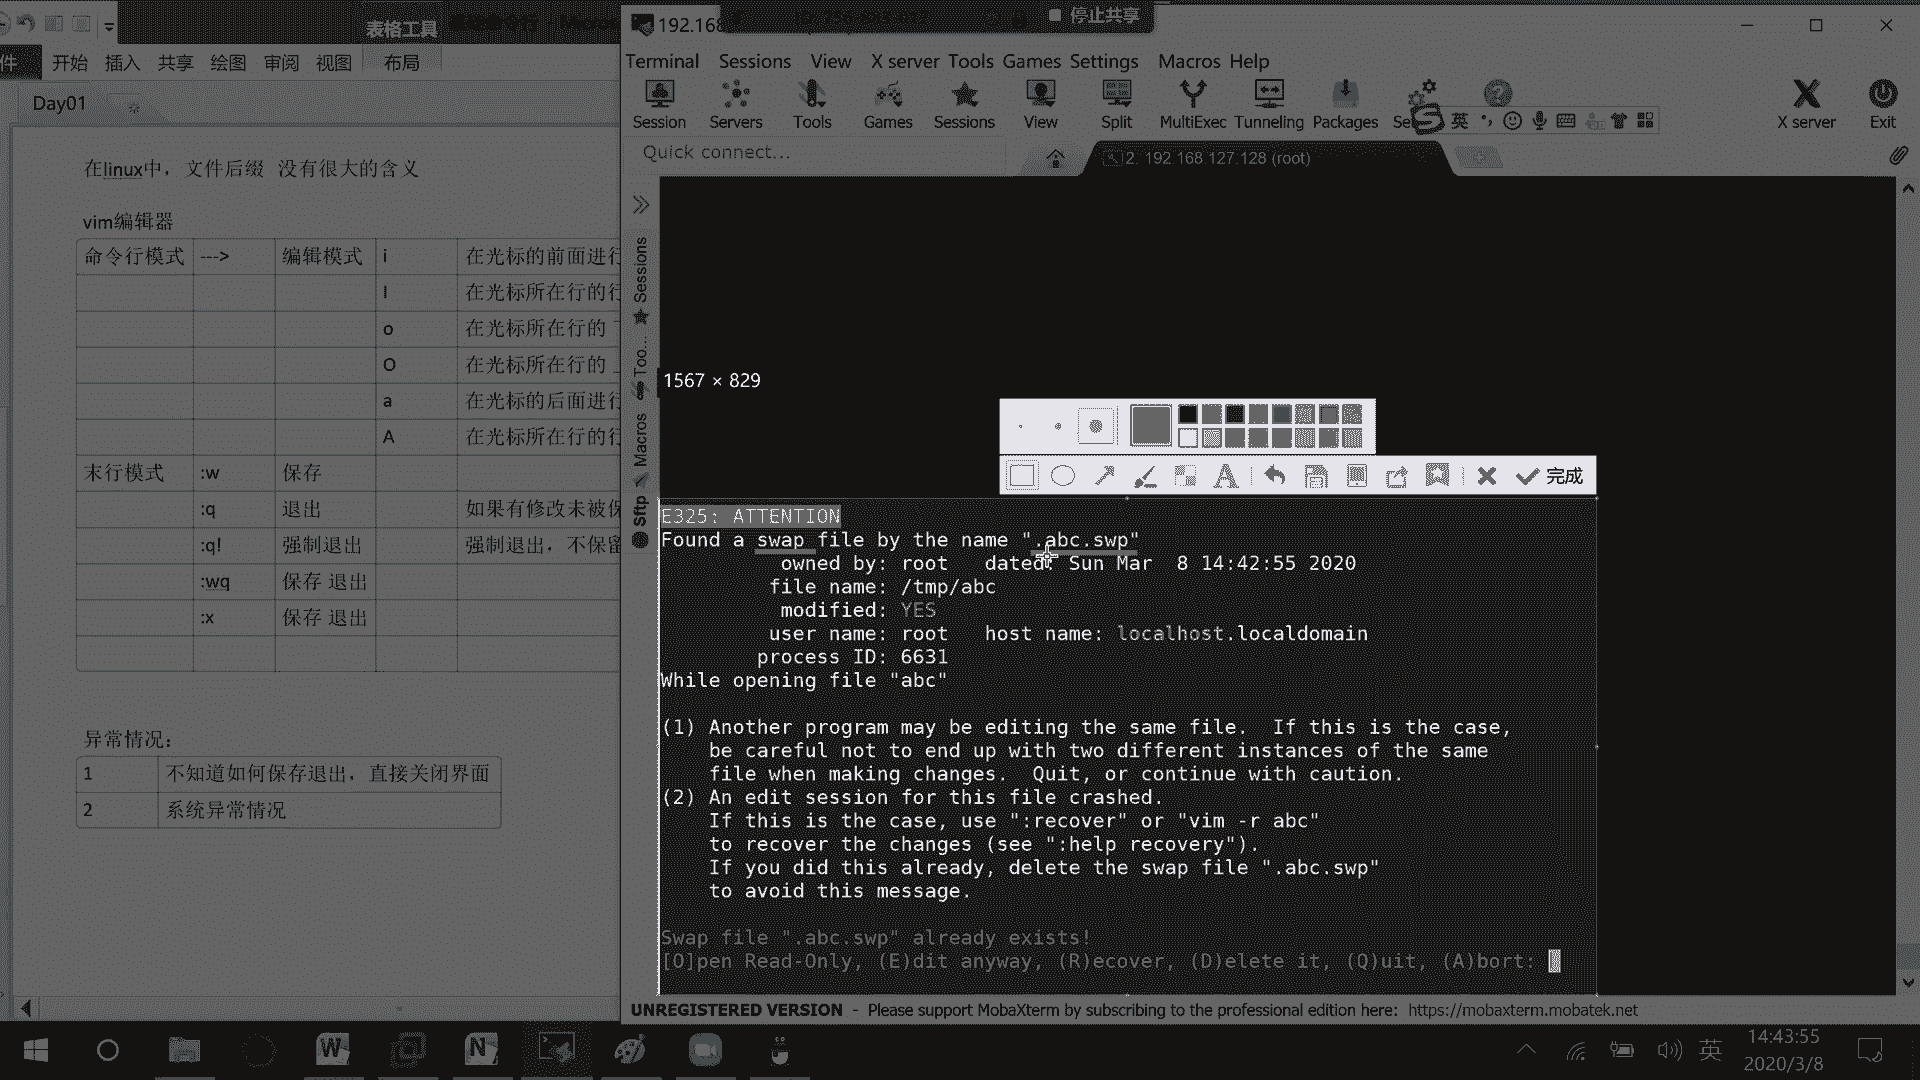 表格工具
件 开始 插入 共享 绘图 审阅 视图 布局
Day01
在linux中，文件后缀 没有很大的含义
vim编辑器
命令行模式 ---> 编辑模式 i 在光标的前面进行
I 在光标所在行的行
o 在光标所在行的
O 在光标所在行的
a 在光标的后面进行
A 在光标所在行的行
末行模式 :w 保存
:q 退出 如果有修改未被保
:q! 强制退出 强制退出，不保留
:wq 保存 退出
:x 保存 退出
异常情况：
1 不知道如何保存退出，直接关闭界面
2 系统异常情况
192.168
停止共享
Terminal Sessions View X server Tools Games Settings Macros Help
Session Servers Tools Games Sessions View Split MultiExec Tunneling Packages Se X server Exit
英
Quick connect...
2. 192.168.127.128 (root)
Sessions
Too...
Macros
Sftp
1567 × 829
完成
E325: ATTENTION
Found a swap file by the name ".abc.swp"
owned by: root dated: Sun Mar 8 14:42:55 2020
file name: /tmp/abc
modified: YES
user name: root host name: localhost.localdomain
process ID: 6631
While opening file "abc"
(1) Another program may be editing the same file. If this is the case,
be careful not to end up with two different instances of the same
file when making changes. Quit, or continue with caution.
(2) An edit session for this file crashed.
If this is the case, use ":recover" or "vim -r abc"
to recover the changes (see ":help recovery").
If you did this already, delete the swap file ".abc.swp"
to avoid this message.
Swap file ".abc.swp" already exists!
[O]pen Read-Only, (E)dit anyway, (R)ecover, (D)elete it, (Q)uit, (A)bort:
UNREGISTERED VERSION - Please support MobaXterm by subscribing to the professional edition here: https://mobaxterm.mobatek.net
英
14:43:55
2020/3/8